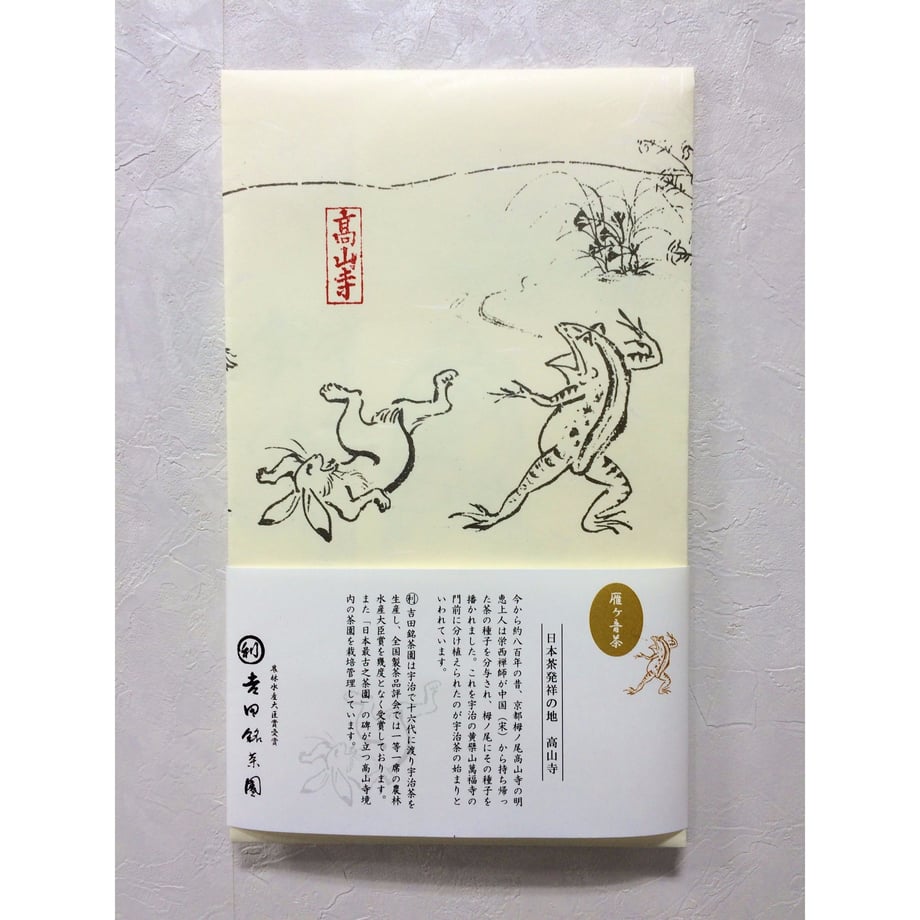 高山寺
雁ヶ音茶
日本茶発祥の地　高山寺
今から約八百年の昔、京都栂ノ尾高山寺の明
恵上人は栄西禅師が中国（宋）から持ち帰っ
た茶の種子を分与され、栂ノ尾にその種子を
播かれました。これを宇治の黄檗山萬福寺の
門前に分け植えられたのが宇治茶の始まりと
いわれています。
㊑吉田銘茶園は宇治で十六代に渡り宇治茶を
生産し、全国製茶品評会では一等一席の農林
水産大臣賞を幾度となく受賞しております。
また「日本最古之茶園」の碑が立つ高山寺境
内の茶園を栽培管理しています。
農林水産大臣賞受賞
利 吉田銘茶園